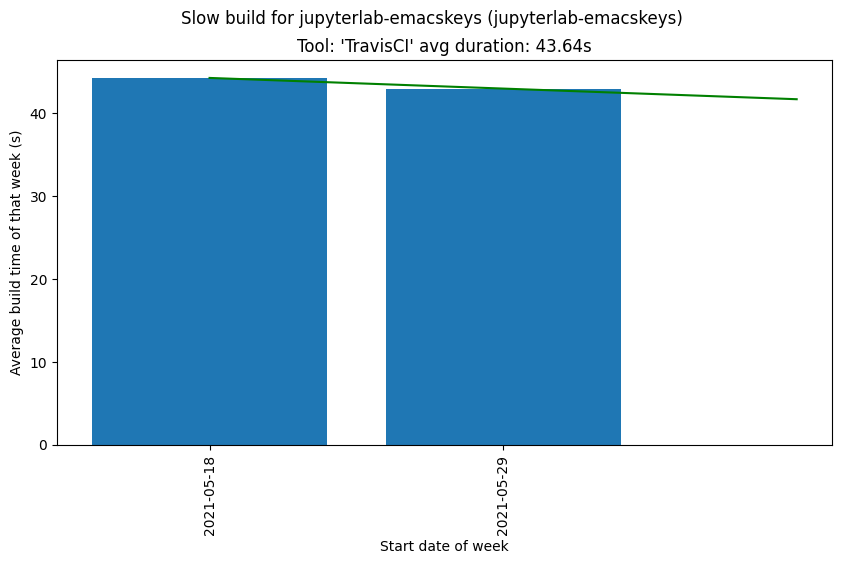 Slow build for jupyterlab-emacskeys (jupyterlab-emacskeys)
Tool: 'TravisCI' avg duration: 43.64s
Average build time of that week (s)
40
30
20
10
0
2021-05-18
2021-05-29
Start date of week